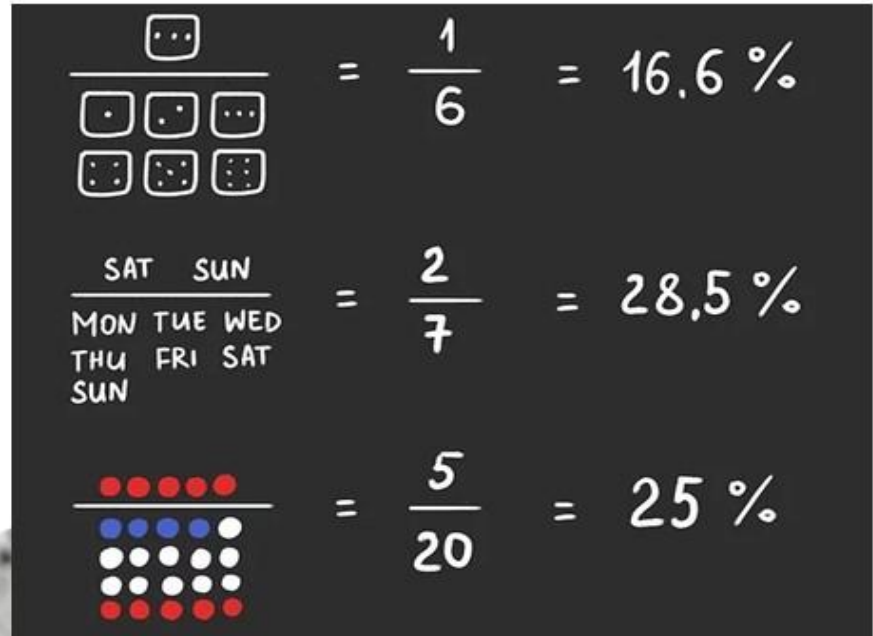 = 1/6 = 16.6 %
SAT SUN
MON TUE WED
THU FRI SAT
SUN
= 2/7 = 28.5 %
= 5/20 = 25 %